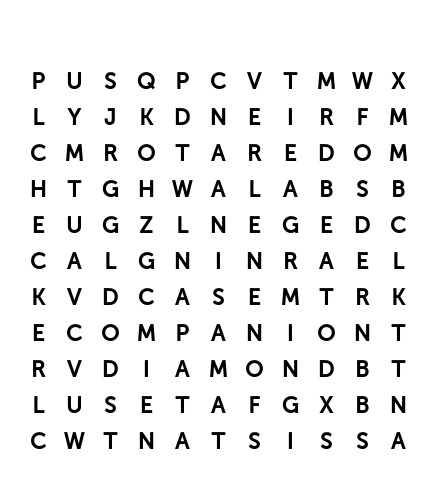 P U S Q P C V T M W X
L Y J K D N E I R F M
C M R O T A R E D O M
H T G H W A L A B S B
E U G Z L N E G E D C
C A L G N I N R A E L
K V D C A S E M T R K
E C O M P A N I O N T
R V D I A M O N D B T
L U S E T A F G X B N
C W T N A T S I S S A